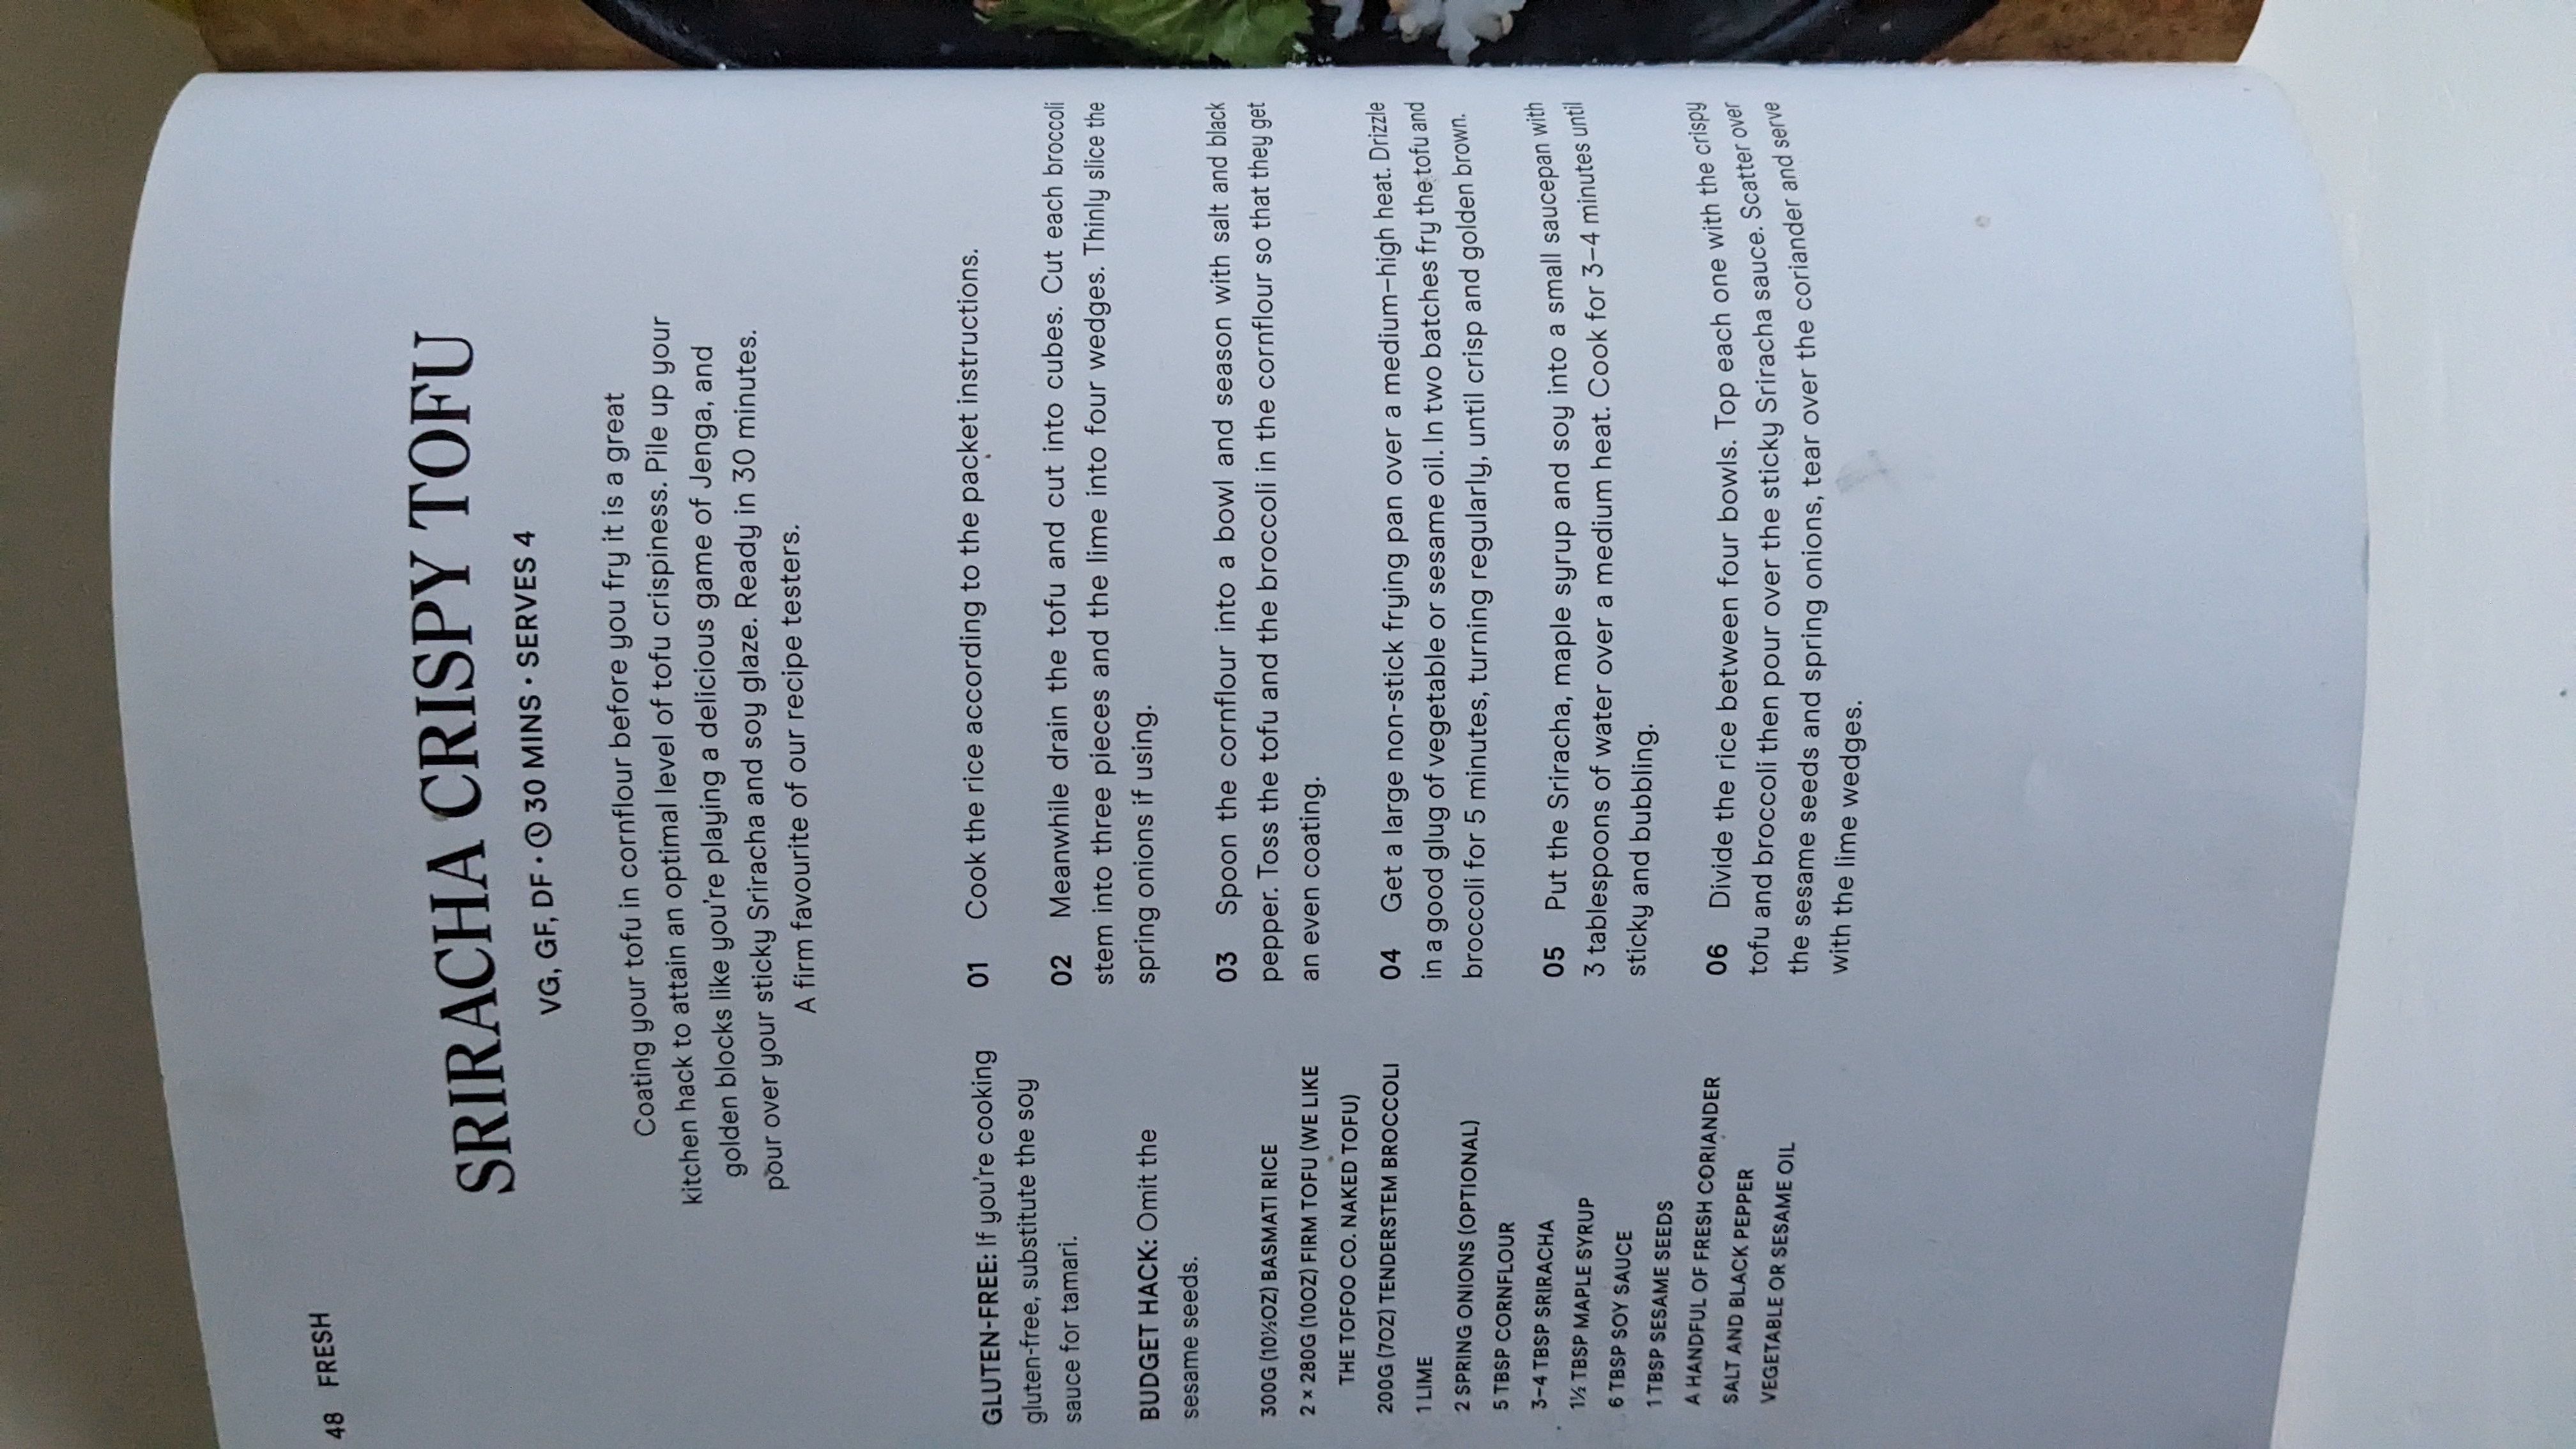 48 FRESH
SRIRACHA CRISPY TOFU
VG, GF, DF · 30 MINS · SERVES 4
Coating your tofu in cornflour before you fry it is a great
kitchen hack to attain an optimal level of tofu crispiness. Pile up your
golden blocks like you're playing a delicious game of Jenga, and
pour over your sticky Sriracha and soy glaze. Ready in 30 minutes.
A firm favourite of our recipe testers.
GLUTEN-FREE: If you're cooking
gluten-free, substitute the soy
sauce for tamari.
BUDGET HACK: Omit the
sesame seeds.
300G (10½OZ) BASMATI RICE
2 × 280G (10OZ) FIRM TOFU (WE LIKE
THE TOFOO CO. NAKED TOFU)
200G (7OZ) TENDERSTEM BROCCOLI
1 LIME
2 SPRING ONIONS (OPTIONAL)
5 TBSP CORNFLOUR
3–4 TBSP SRIRACHA
1½ TBSP MAPLE SYRUP
6 TBSP SOY SAUCE
1 TBSP SESAME SEEDS
A HANDFUL OF FRESH CORIANDER
SALT AND BLACK PEPPER
VEGETABLE OR SESAME OIL
01 Cook the rice according to the packet instructions.
02 Meanwhile drain the tofu and cut into cubes. Cut each broccoli
stem into three pieces and the lime into four wedges. Thinly slice the
spring onions if using.
03 Spoon the cornflour into a bowl and season with salt and black
pepper. Toss the tofu and the broccoli in the cornflour so that they get
an even coating.
04 Get a large non-stick frying pan over a medium–high heat. Drizzle
in a good glug of vegetable or sesame oil. In two batches fry the tofu and
broccoli for 5 minutes, turning regularly, until crisp and golden brown.
05 Put the Sriracha, maple syrup and soy into a small saucepan with
3 tablespoons of water over a medium heat. Cook for 3–4 minutes until
sticky and bubbling.
06 Divide the rice between four bowls. Top each one with the crispy
tofu and broccoli then pour over the sticky Sriracha sauce. Scatter over
the sesame seeds and spring onions, tear over the coriander and serve
with the lime wedges.